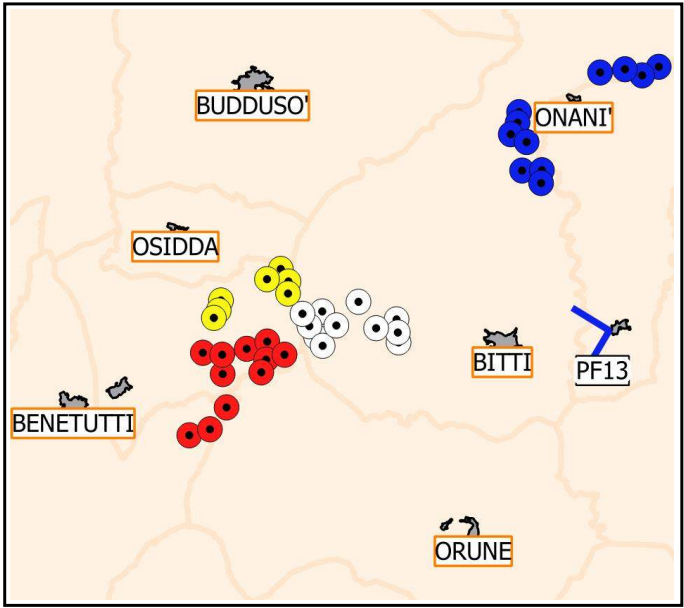 BUDDUSO'
ONANI'
OSIDDA
BITTI
PF13
BENETUTTI
ORUNE